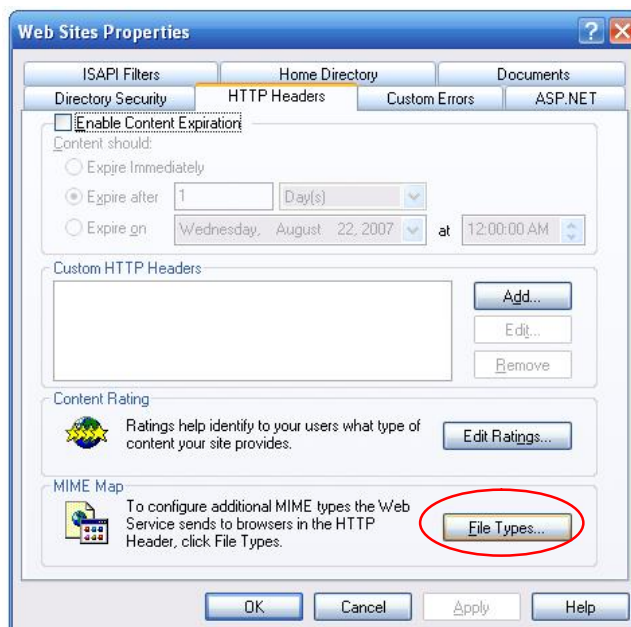 Web Sites Properties
ISAPI Filters Home Directory Documents
Directory Security HTTP Headers Custom Errors ASP.NET
Enable Content Expiration
Content should:
Expire Immediately
Expire after 1 Day(s)
Expire on Wednesday, August 22, 2007 at 12:00:00 AM
Custom HTTP Headers
Add...
Edit...
Remove
Content Rating
Ratings help identify to your users what type of
content your site provides.
Edit Ratings...
MIME Map
To configure additional MIME types the Web
Service sends to browsers in the HTTP
Header, click File Types.
File Types...
OK Cancel Apply Help